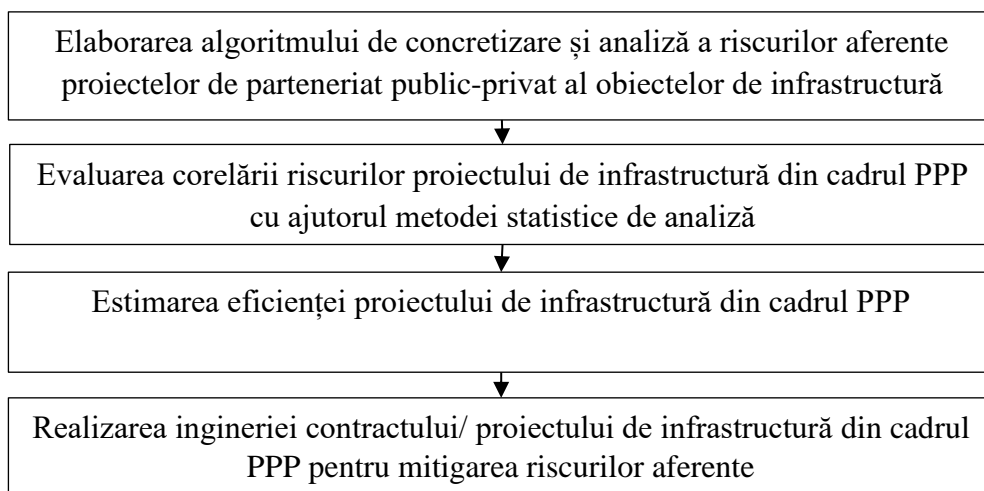 Elaborarea algoritmului de concretizare și analiză a riscurilor aferente
proiectelor de parteneriat public-privat al obiectelor de infrastructură
Evaluarea corelării riscurilor proiectului de infrastructură din cadrul PPP
cu ajutorul metodei statistice de analiză
Estimarea eficienței proiectului de infrastructură din cadrul PPP
Realizarea ingineriei contractului/ proiectului de infrastructură din cadrul
PPP pentru mitigarea riscurilor aferente